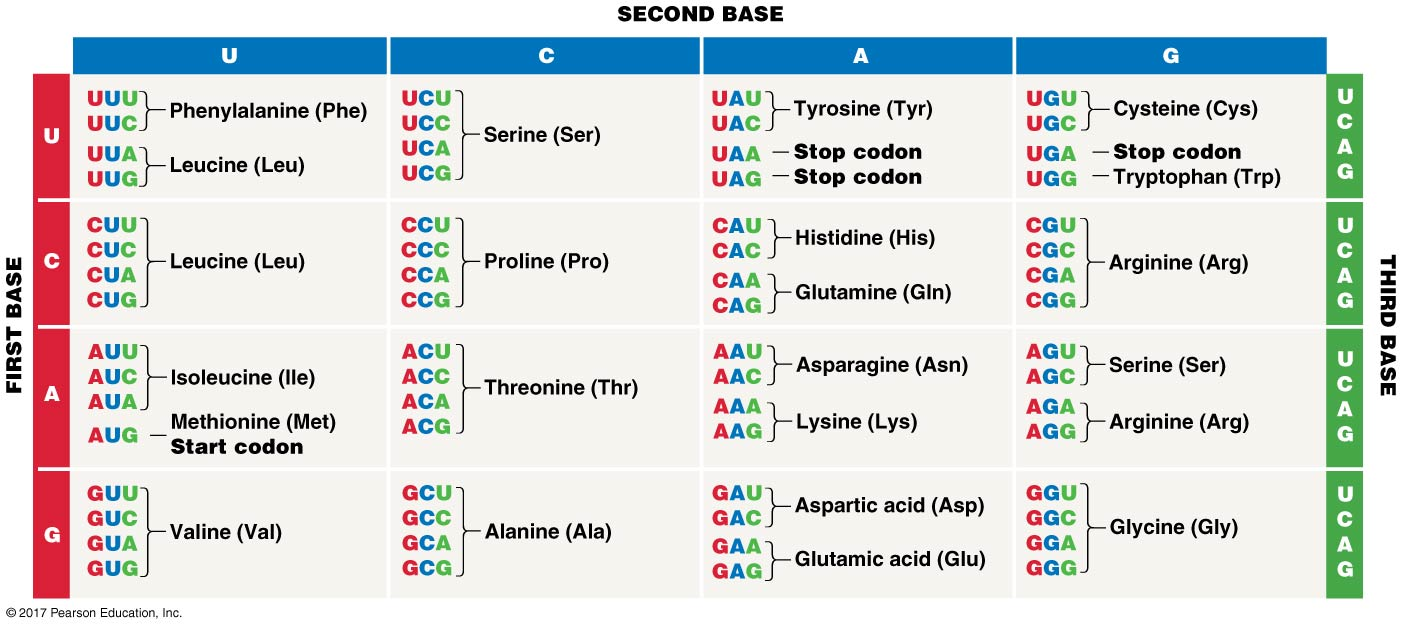 SECOND BASE
U C A G
FIRST BASE
U
UUU
UUC
Phenylalanine (Phe)
UUA
UUG
Leucine (Leu)
UCU
UCC
UCA
UCG
Serine (Ser)
UAU
UAC
Tyrosine (Tyr)
UAA Stop codon
UAG Stop codon
UGU
UGC
Cysteine (Cys)
UGA Stop codon
UGG Tryptophan (Trp)
U
C
A
G
C
CUU
CUC
CUA
CUG
Leucine (Leu)
CCU
CCC
CCA
CCG
Proline (Pro)
CAU
CAC
Histidine (His)
CAA
CAG
Glutamine (Gln)
CGU
CGC
CGA
CGG
Arginine (Arg)
U
C
A
G
A
AUU
AUC
AUA
Isoleucine (Ile)
AUG
Methionine (Met)
Start codon
ACU
ACC
ACA
ACG
Threonine (Thr)
AAU
AAC
Asparagine (Asn)
AAA
AAG
Lysine (Lys)
AGU
AGC
Serine (Ser)
AGA
AGG
Arginine (Arg)
U
C
A
G
G
GUU
GUC
GUA
GUG
Valine (Val)
GCU
GCC
GCA
GCG
Alanine (Ala)
GAU
GAC
Aspartic acid (Asp)
GAA
GAG
Glutamic acid (Glu)
GGU
GGC
GGA
GGG
Glycine (Gly)
U
C
A
G
THIRD BASE
© 2017 Pearson Education, Inc.